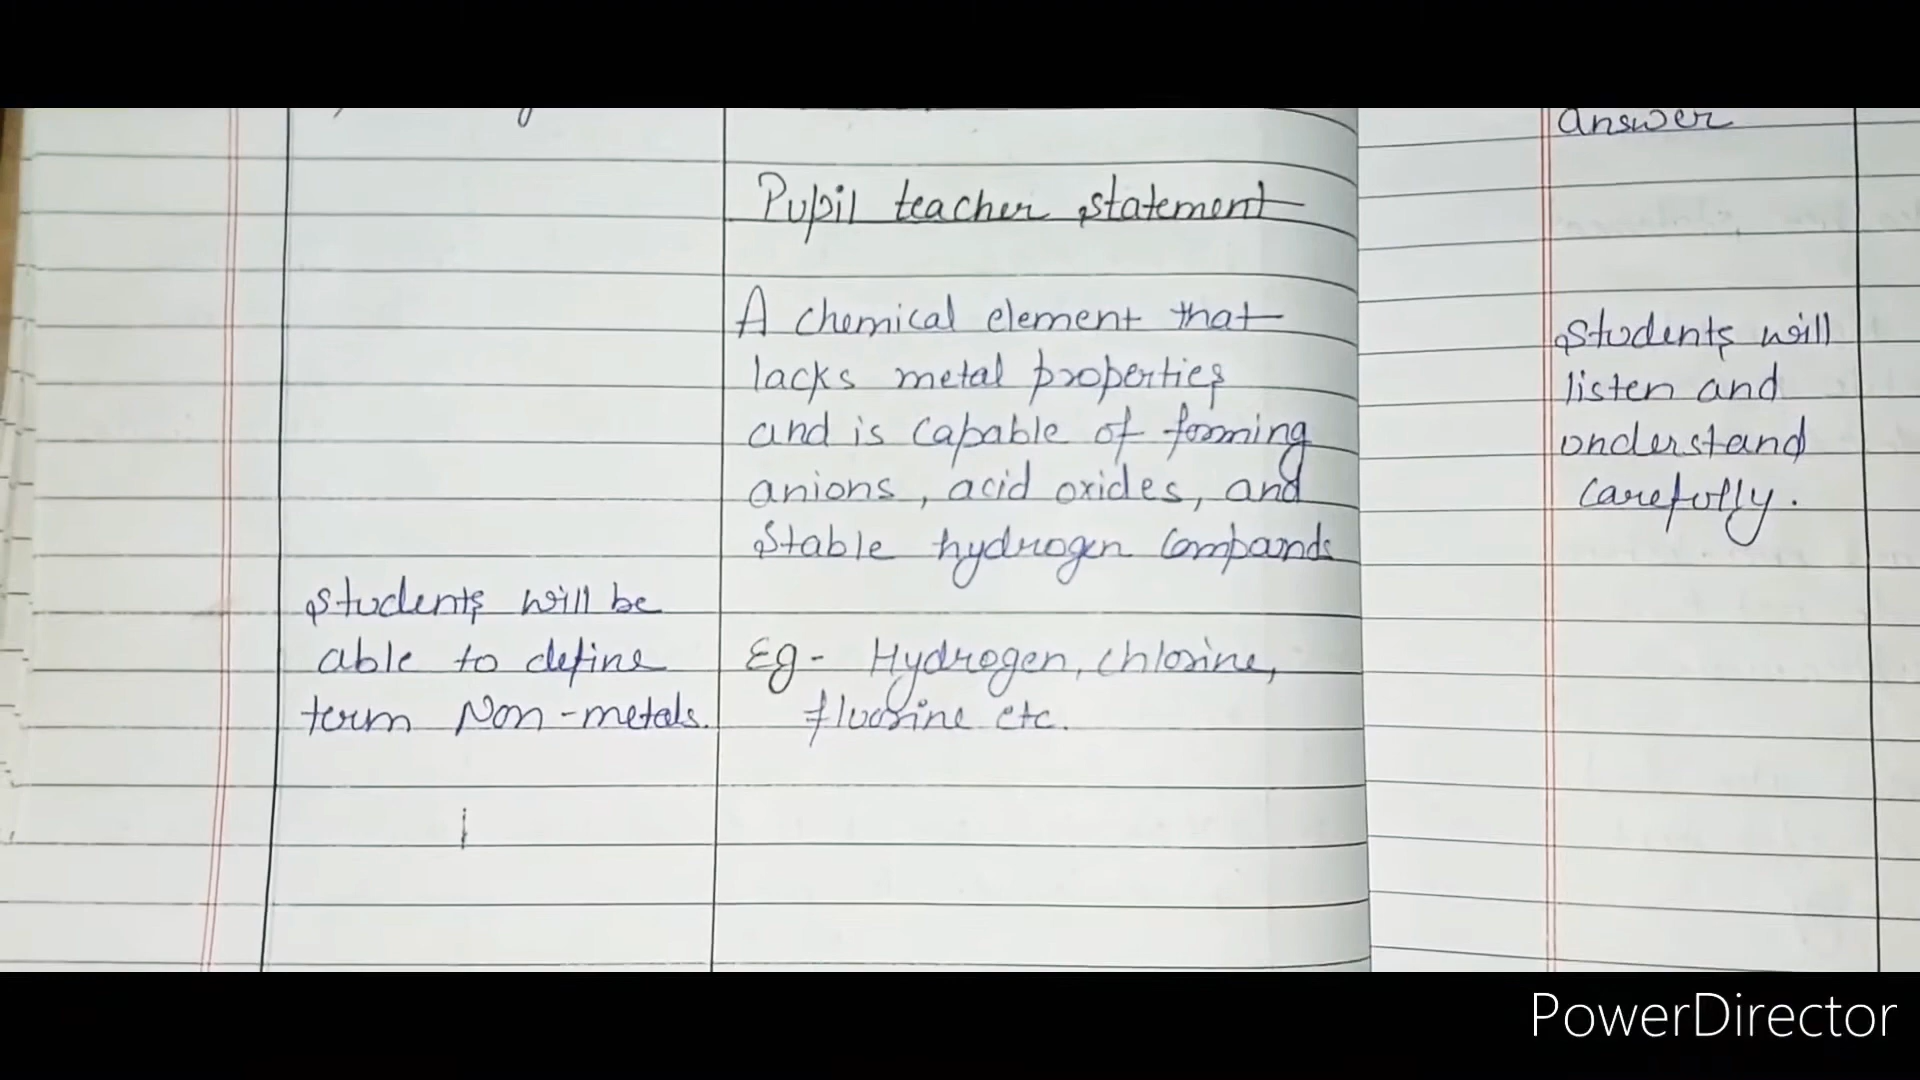 answer
Pupil teacher statement
A chemical element that
lacks metal properties
and is capable of forming
anions, acid oxides, and
stable hydrogen compounds
Eg- Hydrogen, chlorine,
fluorine etc.
students will be
able to define
term Non-metals.
students will
listen and
understand
carefully.
PowerDirector